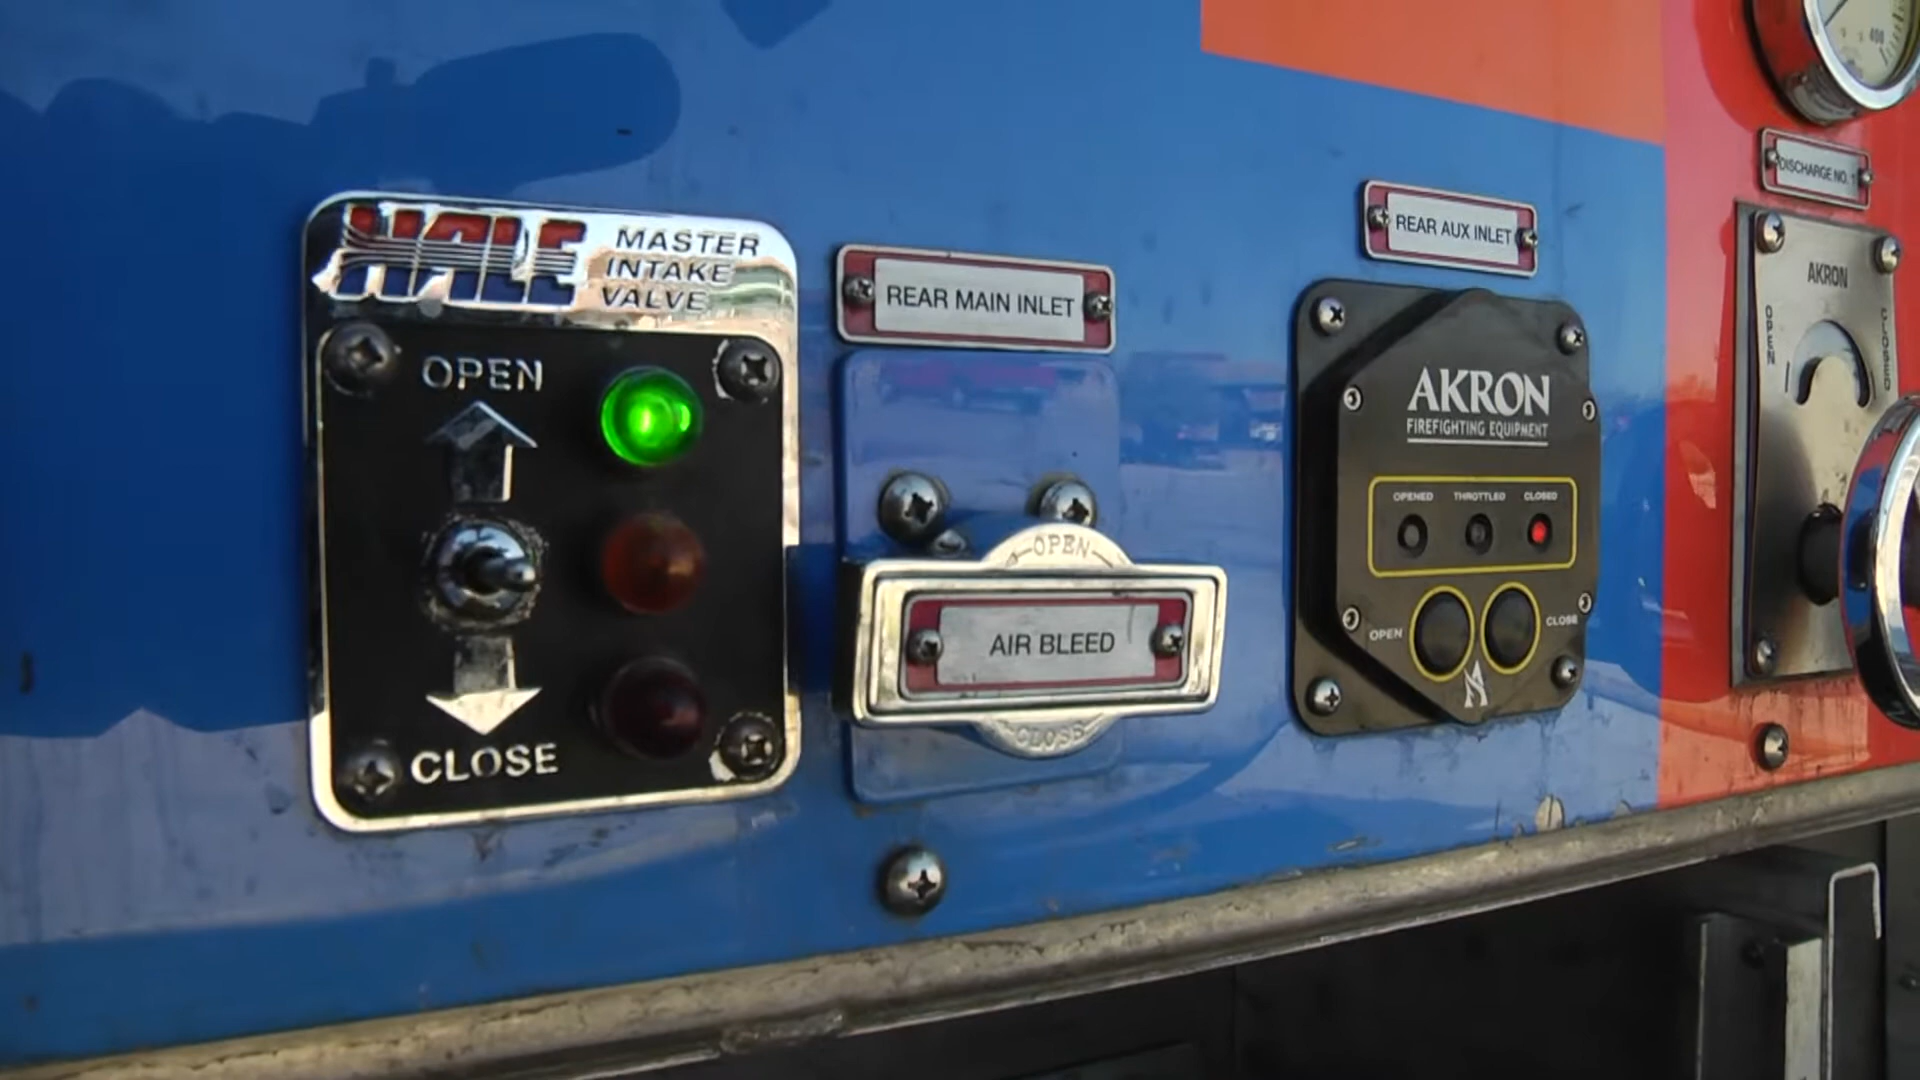 HALE
MASTER
INTAKE
VALVE
OPEN
CLOSE
REAR MAIN INLET
OPEN
AIR BLEED
CLOSE
REAR AUX INLET
AKRON
FIREFIGHTING EQUIPMENT
OPENED THROTTLED CLOSED
OPEN
CLOSE
400
DISCHARGE NO. 1
AKRON
OPEN